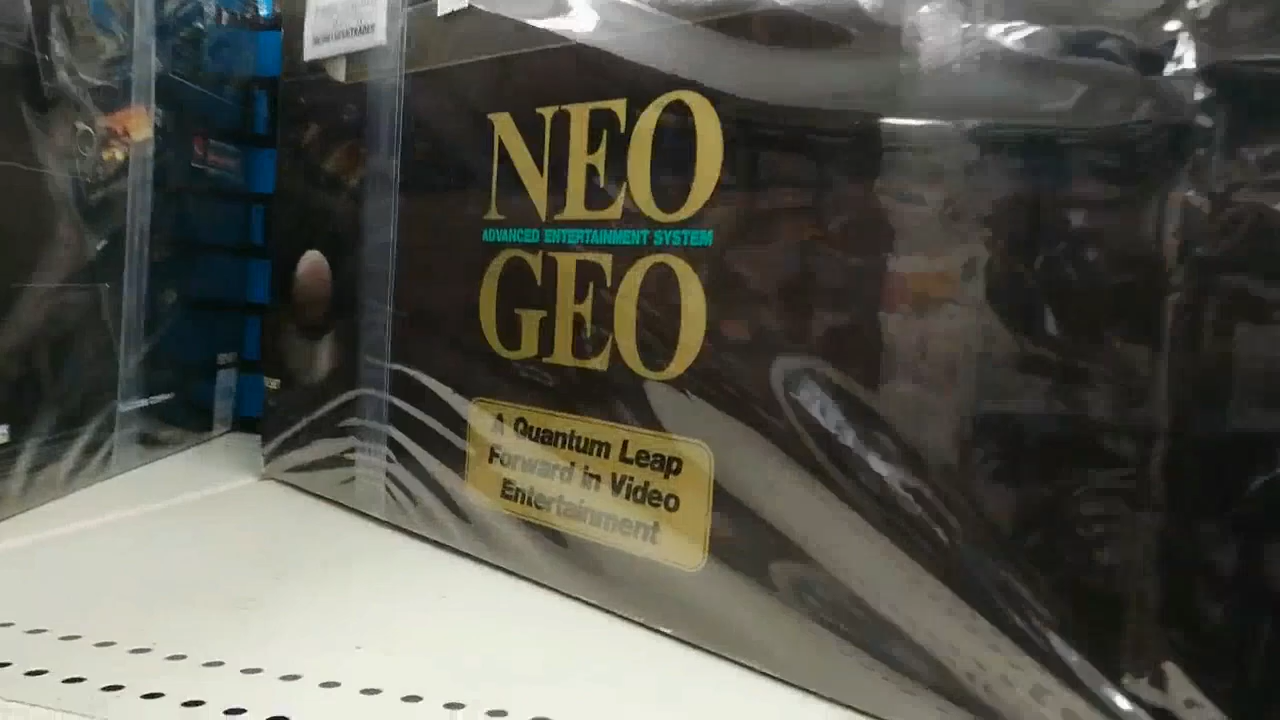 NEO
ADVANCED ENTERTAINMENT SYSTEM
GEO
A Quantum Leap
Forward in Video
Entertainment